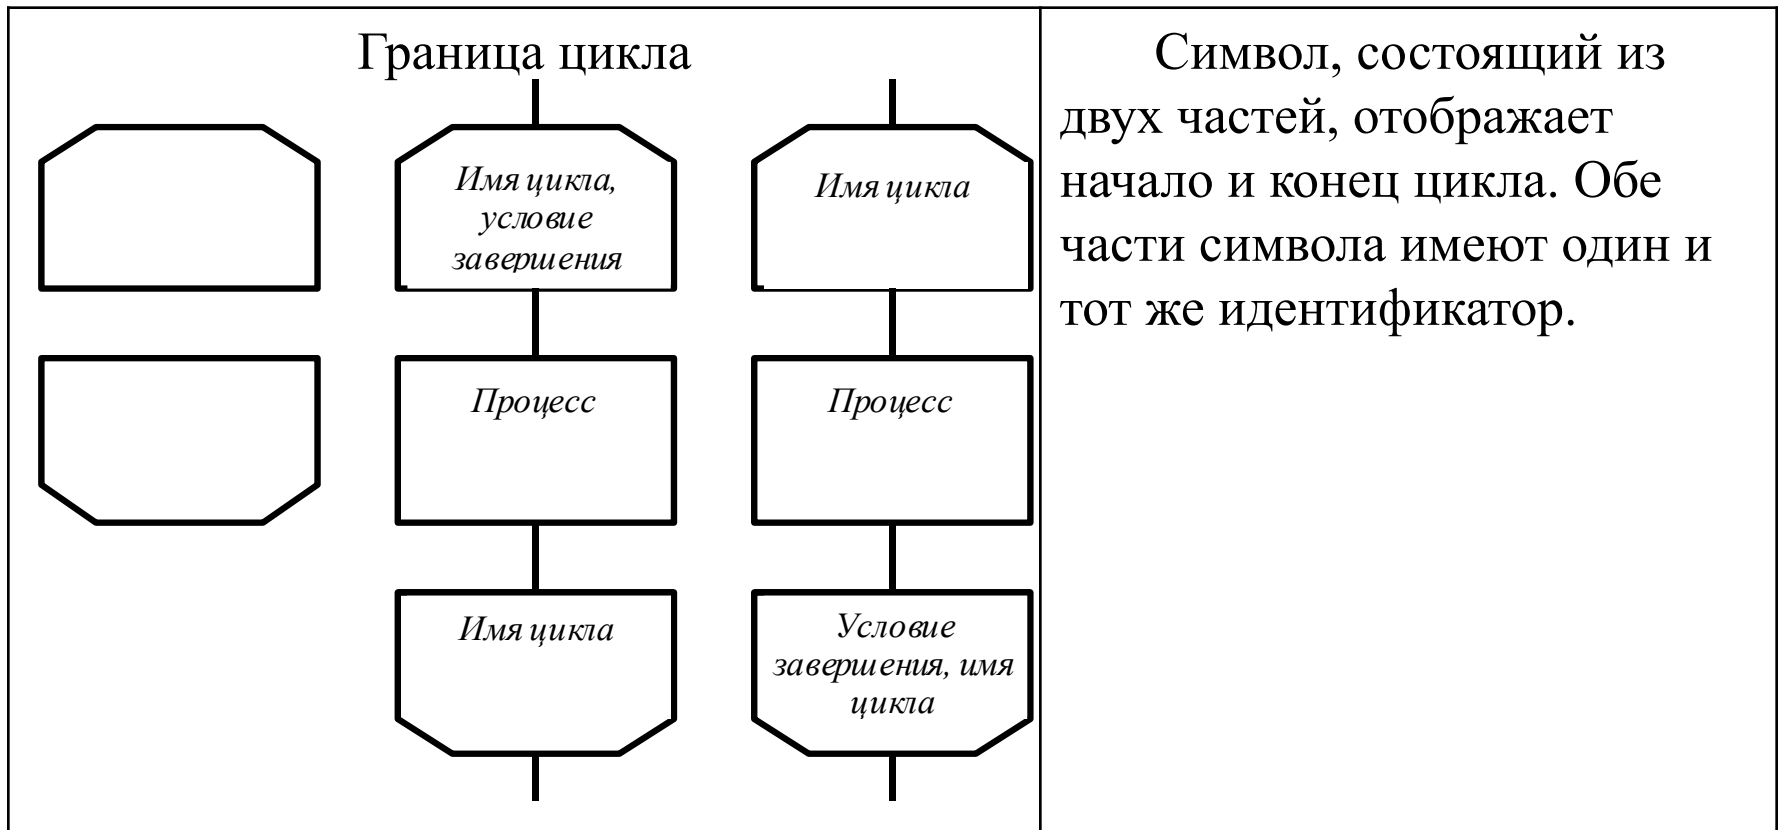 Граница цикла
Имя цикла,
условие
завершения
Имя цикла
Процесс
Процесс
Имя цикла
Условие
завершения, имя
цикла
Символ, состоящий из
двух частей, отображает
начало и конец цикла. Обе
части символа имеют один и
тот же идентификатор.